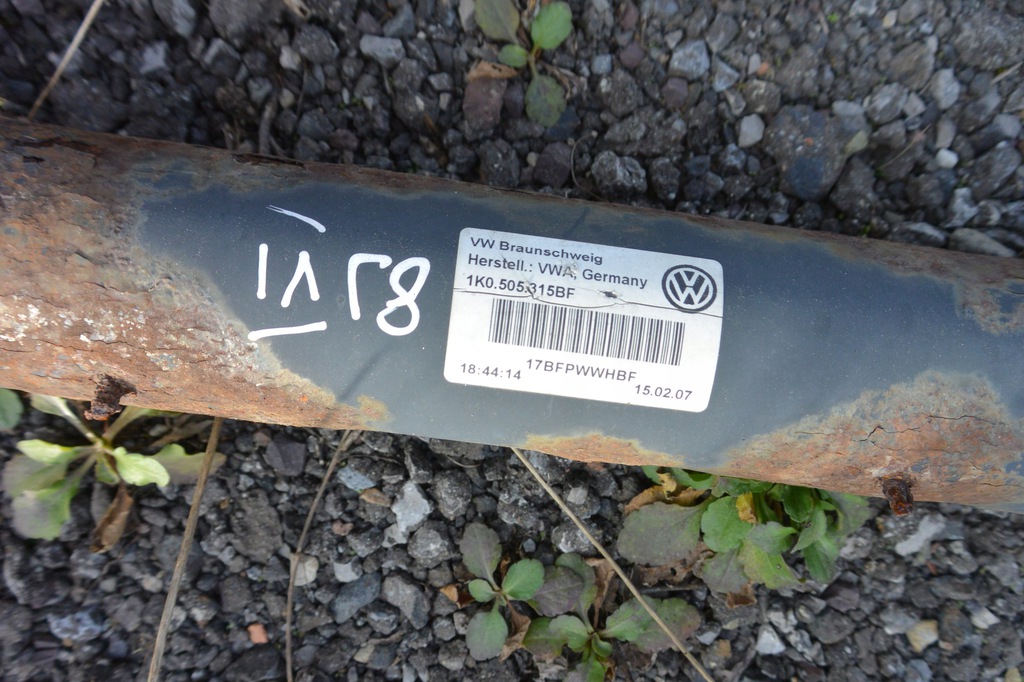 VW Braunschweig
Herstell.: VWA, Germany
1K0.505.315BF
17BFPWWHBF
18:44:14
15.02.07